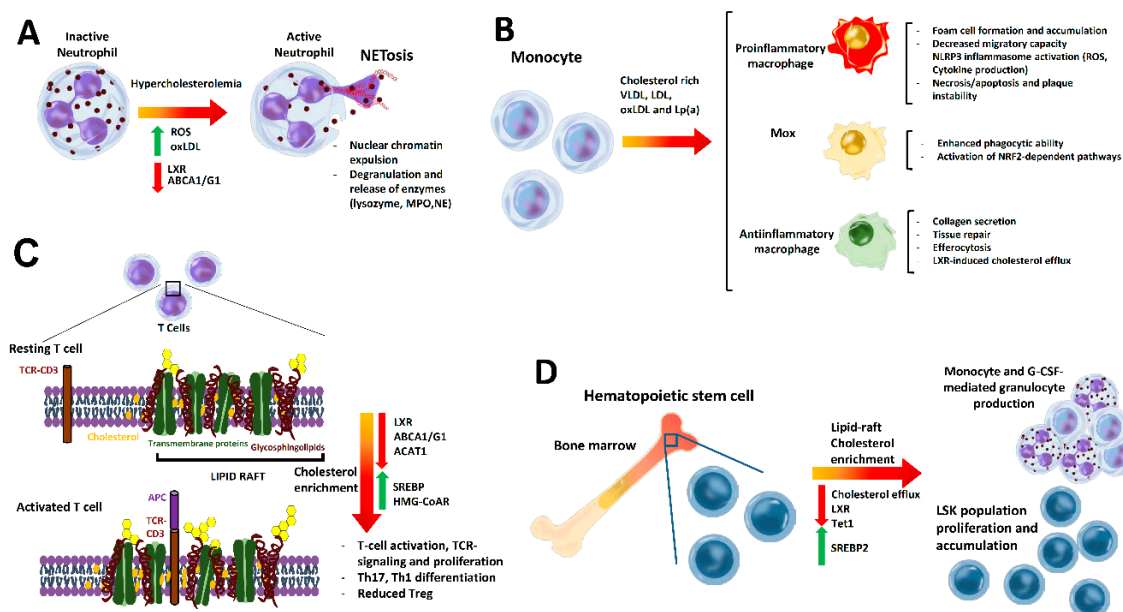 A
Inactive
Neutrophil
Active
Neutrophil
NETosis
Hypercholesterolemia
ROS
oxLDL
LXR
ABCA1/G1
- Nuclear chromatin
expulsion
- Degranulation and
release of enzymes
(lysozyme, MPO,NE)
B
Monocyte
Cholesterol rich
VLDL, LDL,
oxLDL and Lp(a)
Proinflammatory
macrophage
- Foam cell formation and accumulation
- Decreased migratory capacity
NLRP3 inflammasome activation (ROS,
Cytokine production)
- Necrosis/apoptosis and plaque
instability
Mox
- Enhanced phagocytic ability
- Activation of NRF2-dependent pathways
Antiinflammatory
macrophage
- Collagen secretion
- Tissue repair
- Efferocytosis
- LXR-induced cholesterol efflux
C
T Cells
Resting T cell
TCR-CD3
Cholesterol
Transmembrane proteins
Glycosphingolipids
LIPID RAFT
LXR
ABCA1/G1
ACAT1
Cholesterol
enrichment
SREBP
HMG-CoAR
Activated T cell
APC
TCR-
CD3
- T-cell activation, TCR-
signaling and proliferation
- Th17, Th1 differentiation
- Reduced Treg
D
Hematopoietic stem cell
Bone marrow
Lipid-raft
Cholesterol
enrichment
Cholesterol efflux
LXR
Tet1
SREBP2
Monocyte and G-CSF-
mediated granulocyte
production
LSK population
proliferation and
accumulation